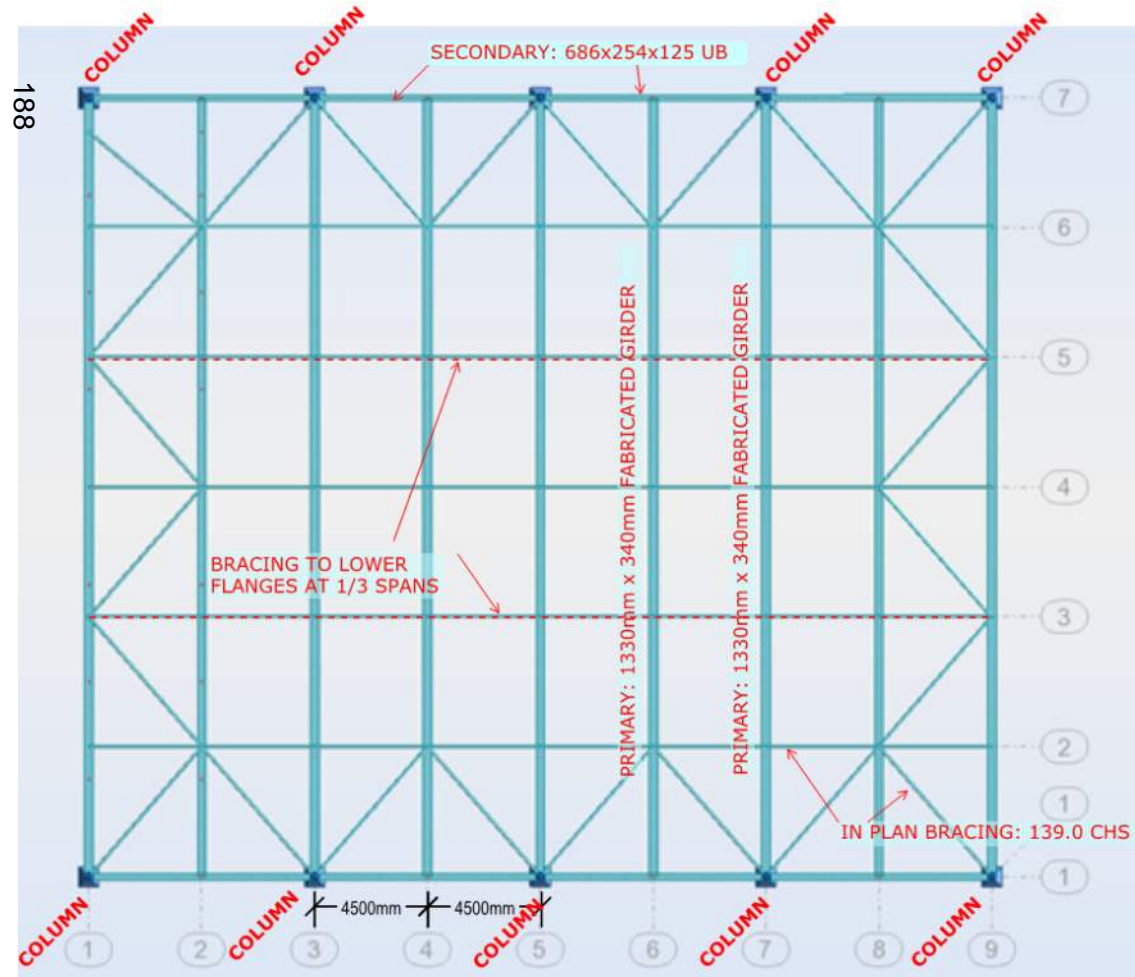 COLUMN
COLUMN
COLUMN
COLUMN
SECONDARY: 686x254x125 UB
188
7
6
5
4
3
2
1
1
PRIMARY: 1330mm x 340mm FABRICATED GIRDER
PRIMARY: 1330mm x 340mm FABRICATED GIRDER
BRACING TO LOWER
FLANGES AT 1/3 SPANS
IN PLAN BRACING: 139.0 CHS
4500mm
4500mm
COLUMN
COLUMN
COLUMN
COLUMN
COLUMN
1
2
3
4
5
6
7
8
9